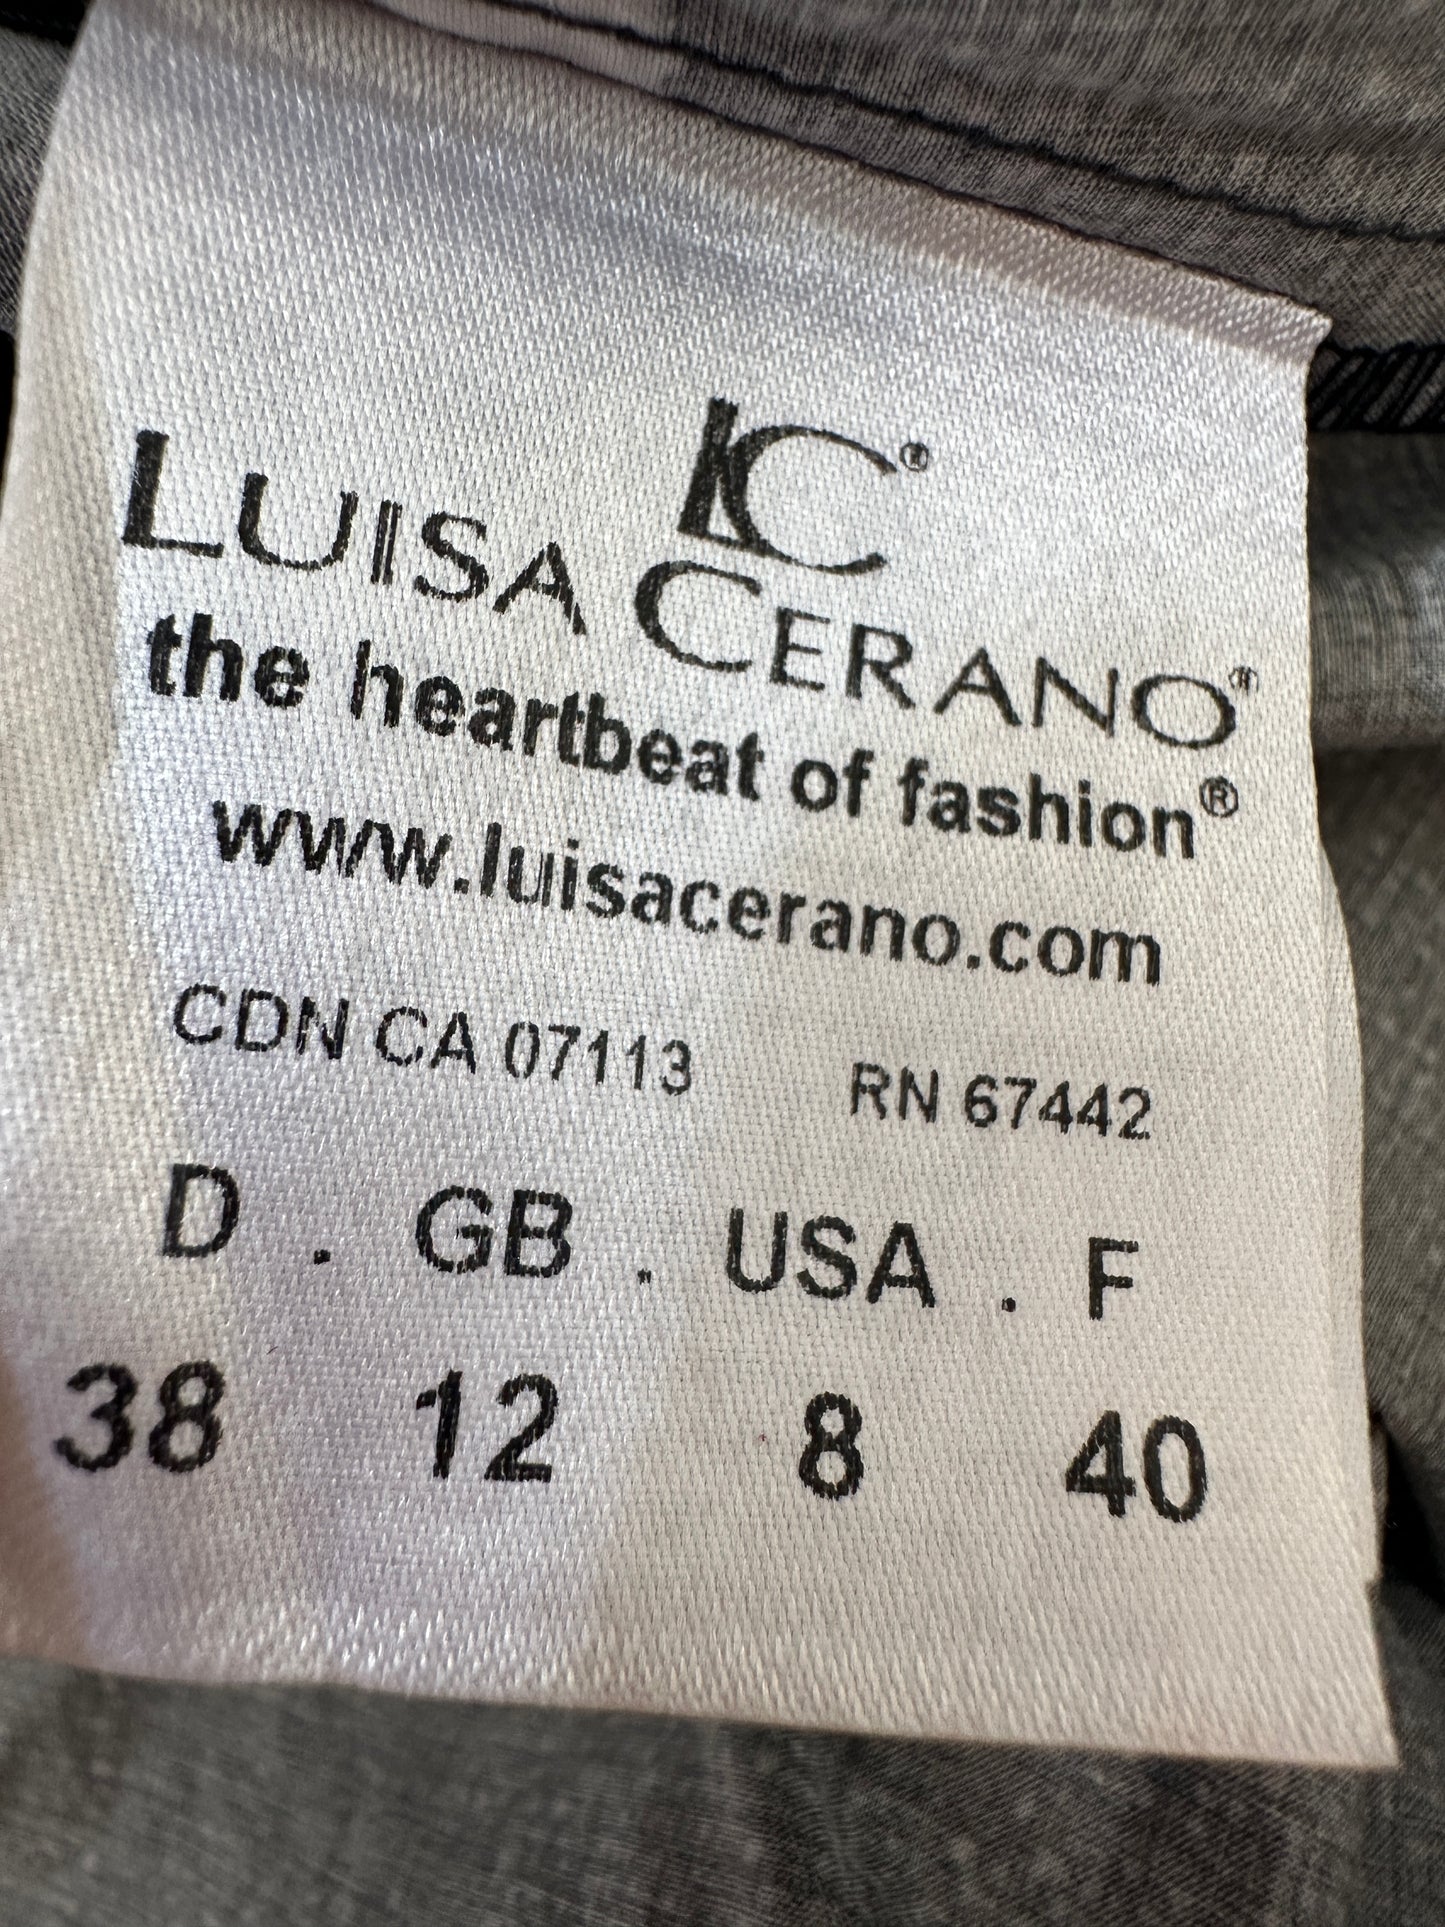 LC®
LUISA CERANO®
the heartbeat of fashion®
www.luisacerano.com
CDN CA 07113 RN 67442
D . GB . USA . F
38 12 8 40